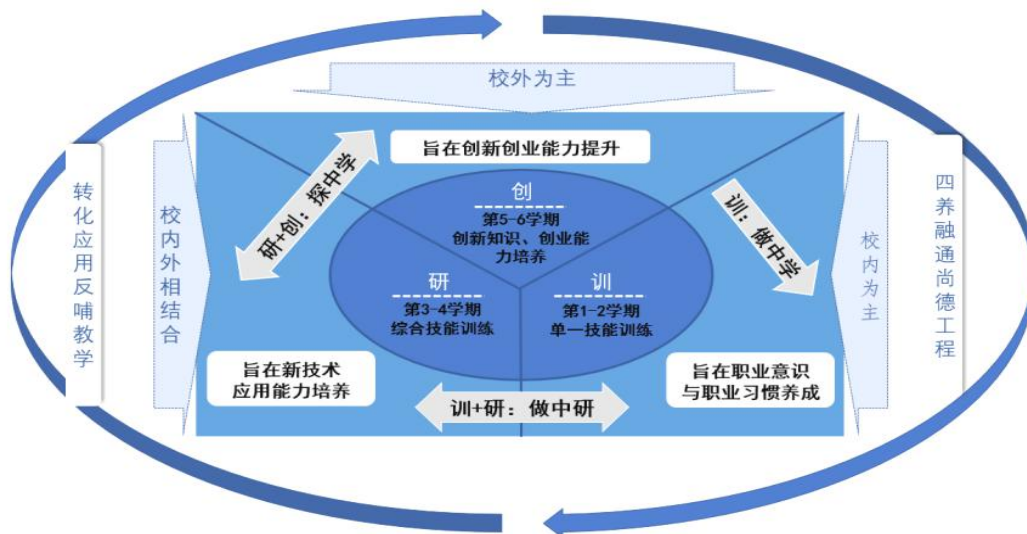 校外为主
旨在创新创业能力提升
研+创：探中学
训：做中学
创
第5-6学期
创新知识、创业能
力培养
研
第3-4学期
综合技能训练
训
第1-2学期
单一技能训练
转化应用反哺教学
校内外相结合
校内为主
四养融通尚德工程
旨在新技术
应用能力培养
旨在职业意识
与职业习惯养成
训+研：做中研